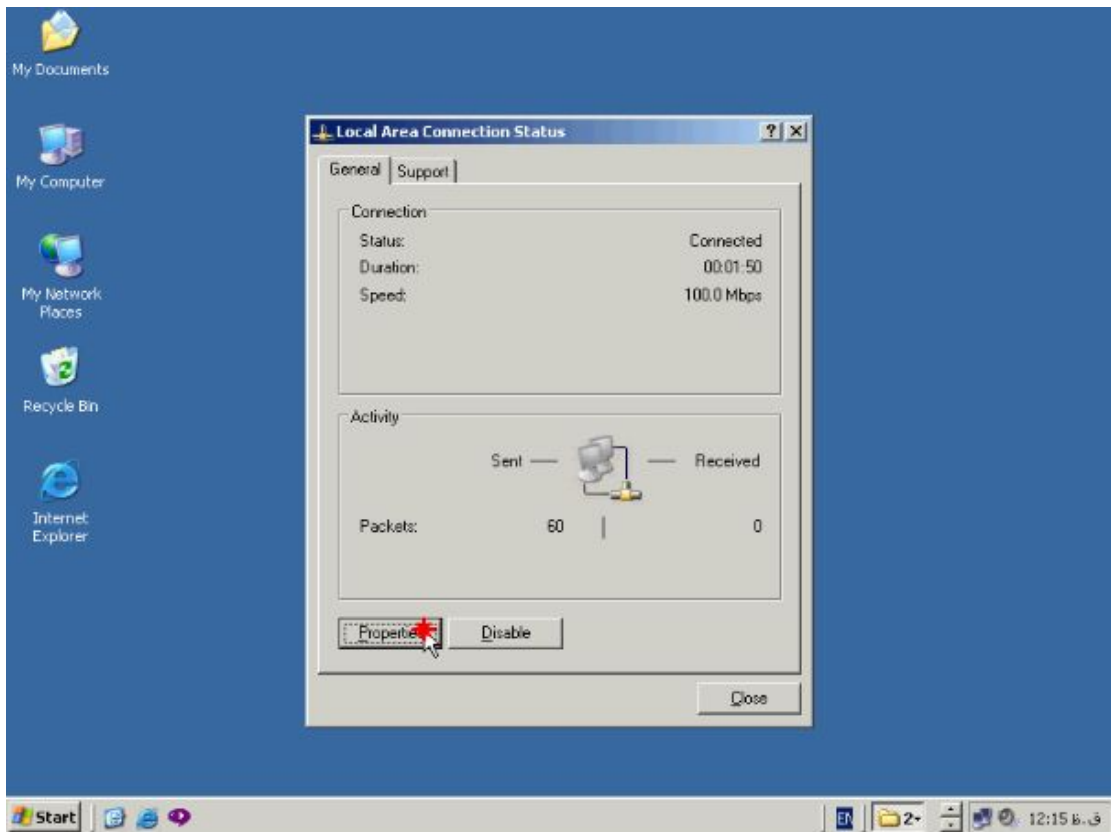 My Documents
My Computer
My Network
Places
Recycle Bin
Internet
Explorer
Local Area Connection Status
General
Support
Connection
Status:
Connected
Duration:
00:01:50
Speed:
100.0 Mbps
Activity
Sent
Received
Packets:
60
0
Properties
Disable
Close
Start
EN
2
12:15 ق.ظ